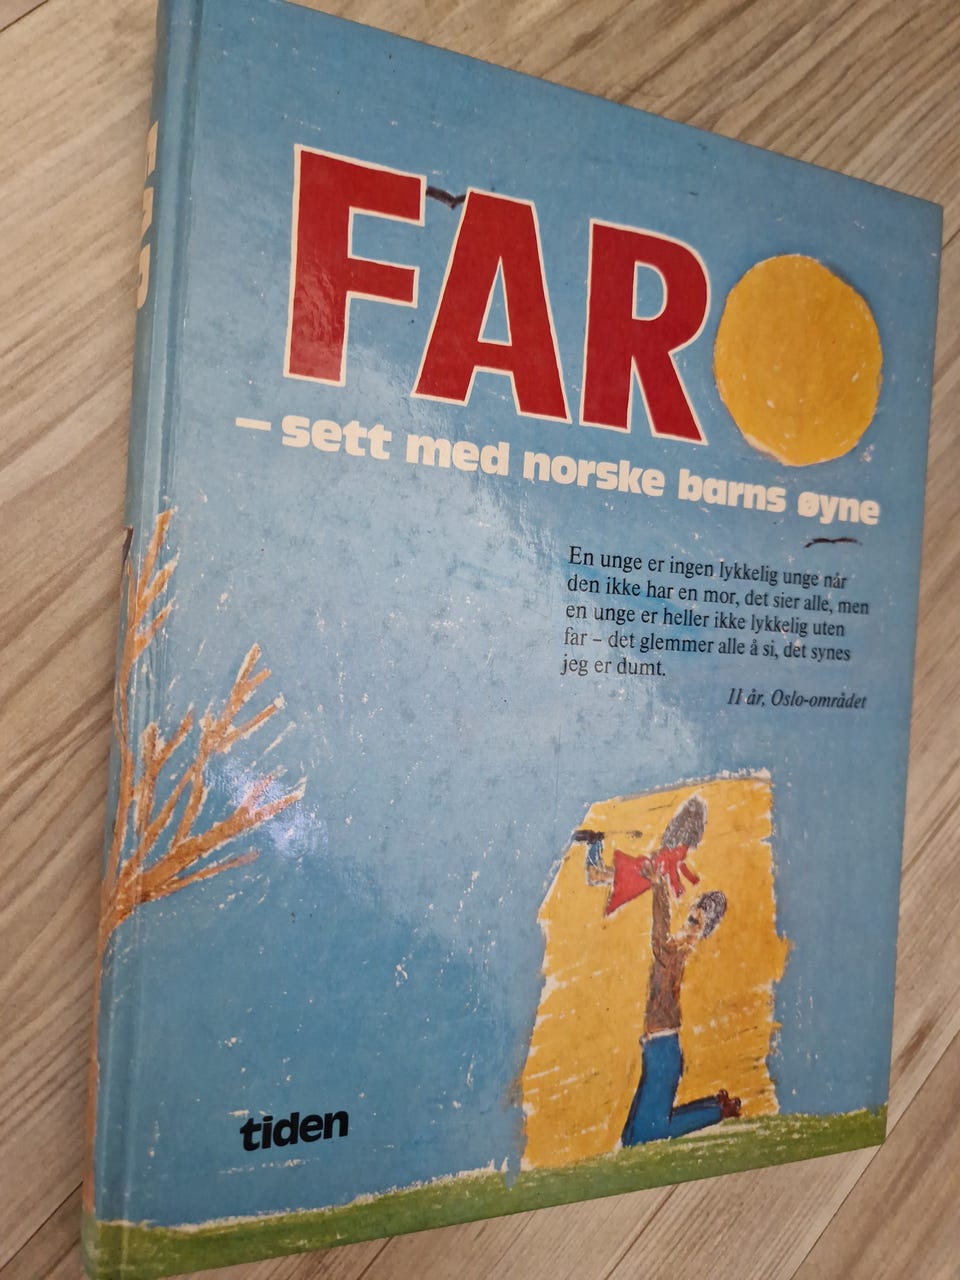 FAR
– sett med norske barns øyne
En unge er ingen lykkelig unge når
den ikke har en mor, det sier alle, men
en unge er heller ikke lykkelig uten
far – det glemmer alle å si, det synes
jeg er dumt.
11 år, Oslo-området
tiden
FAR